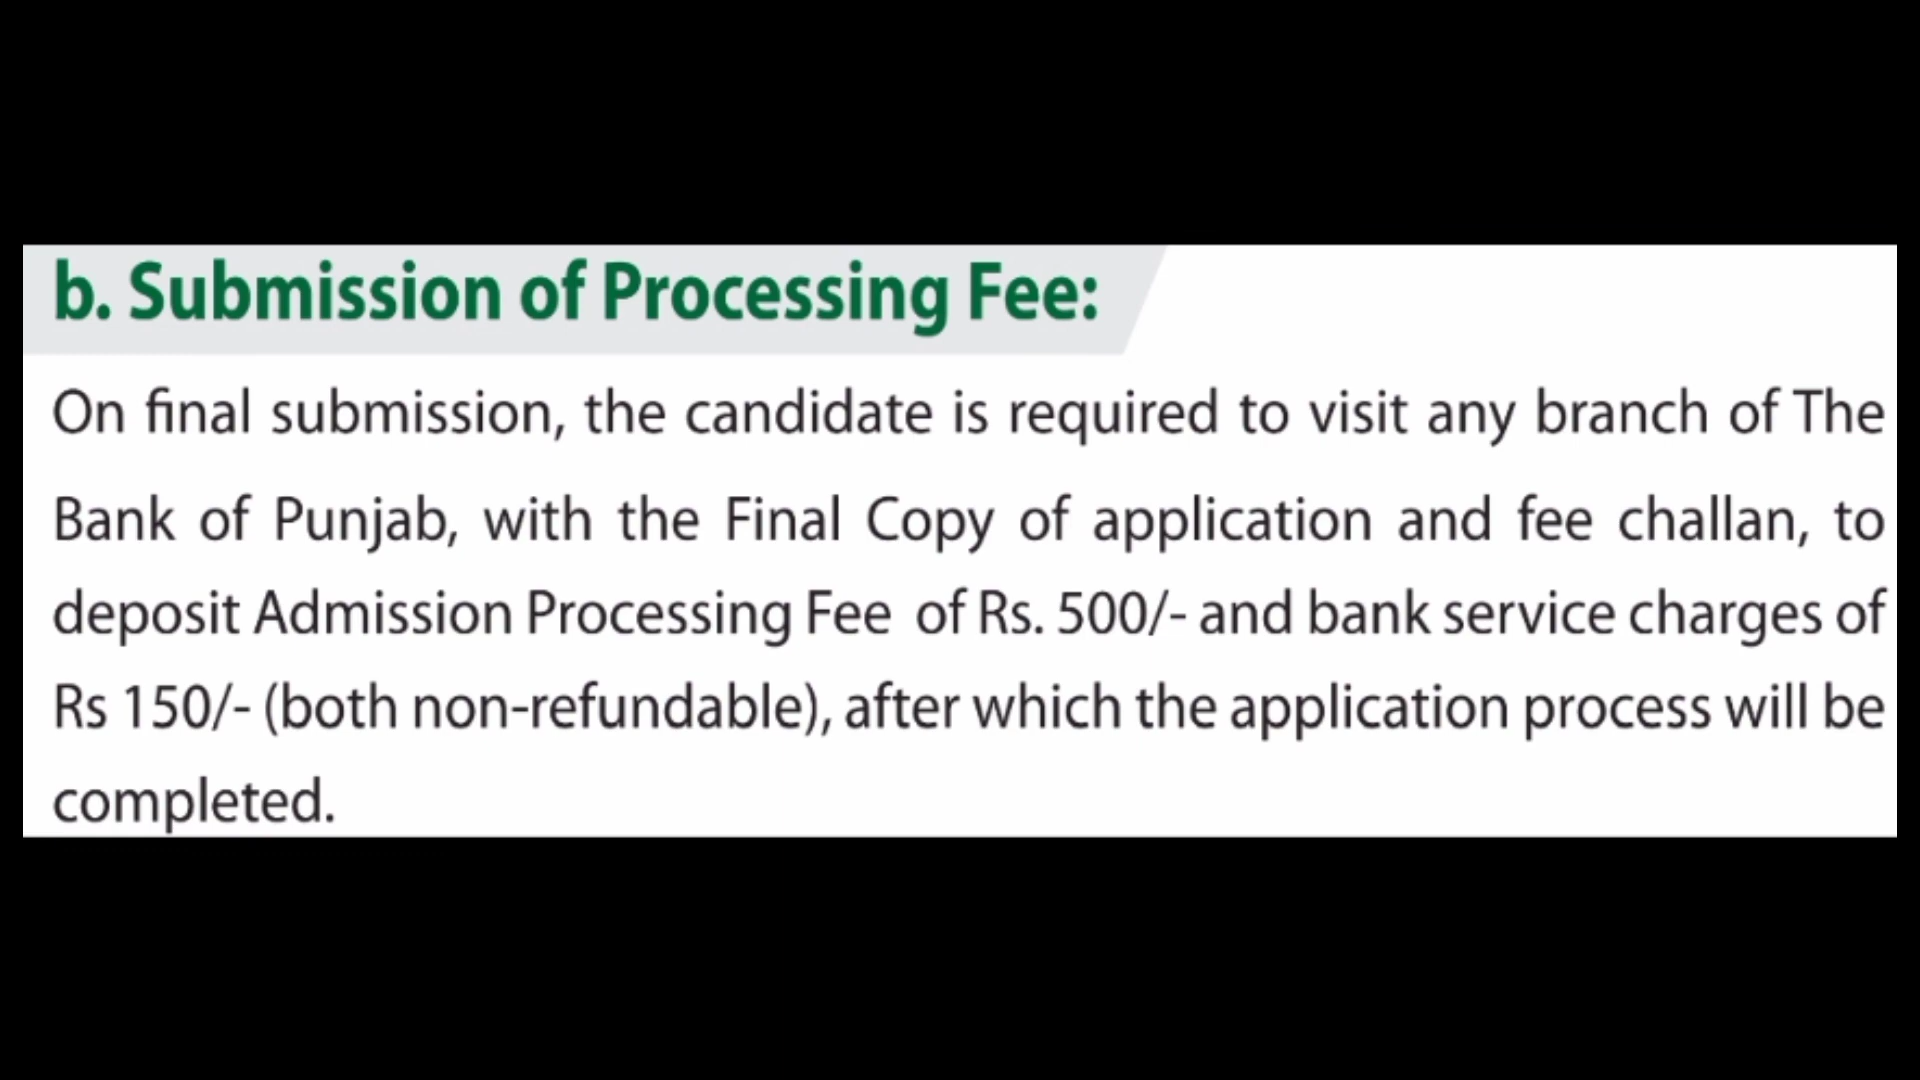 b. Submission of Processing Fee:
On final submission, the candidate is required to visit any branch of The
Bank of Punjab, with the Final Copy of application and fee challan, to
deposit Admission Processing Fee of Rs. 500/- and bank service charges of
Rs 150/- (both non-refundable), after which the application process will be
completed.